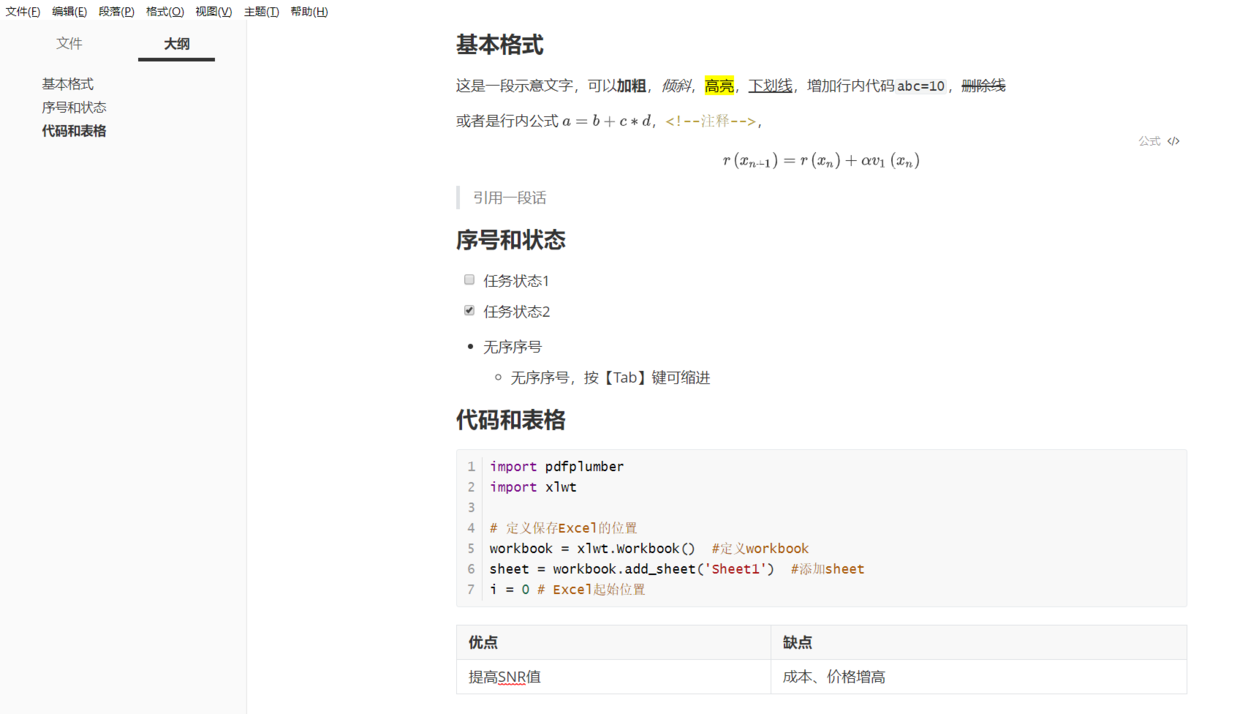 文件(F) 编辑(E) 段落(P) 格式(O) 视图(V) 主题(T) 帮助(H)
文件 大纲
基本格式
序号和状态
代码和表格
基本格式
这是一段示意文字，可以加粗，倾斜，高亮，下划线，增加行内代码abc=10，删除线
或者是行内公式 a = b + c ∗ d，<!--注释-->，
公式 </>
r (xₙ₋₁) = r (xₙ) + αv₁ (xₙ)
引用一段话
序号和状态
任务状态1
任务状态2
无序序号
无序序号，按【Tab】键可缩进
代码和表格
1 import pdfplumber
2 import xlwt
3
4 # 定义保存Excel的位置
5 workbook = xlwt.Workbook()  #定义workbook
6 sheet = workbook.add_sheet('Sheet1')  #添加sheet
7 i = 0 # Excel起始位置
优点 缺点
提高SNR值 成本、价格增高